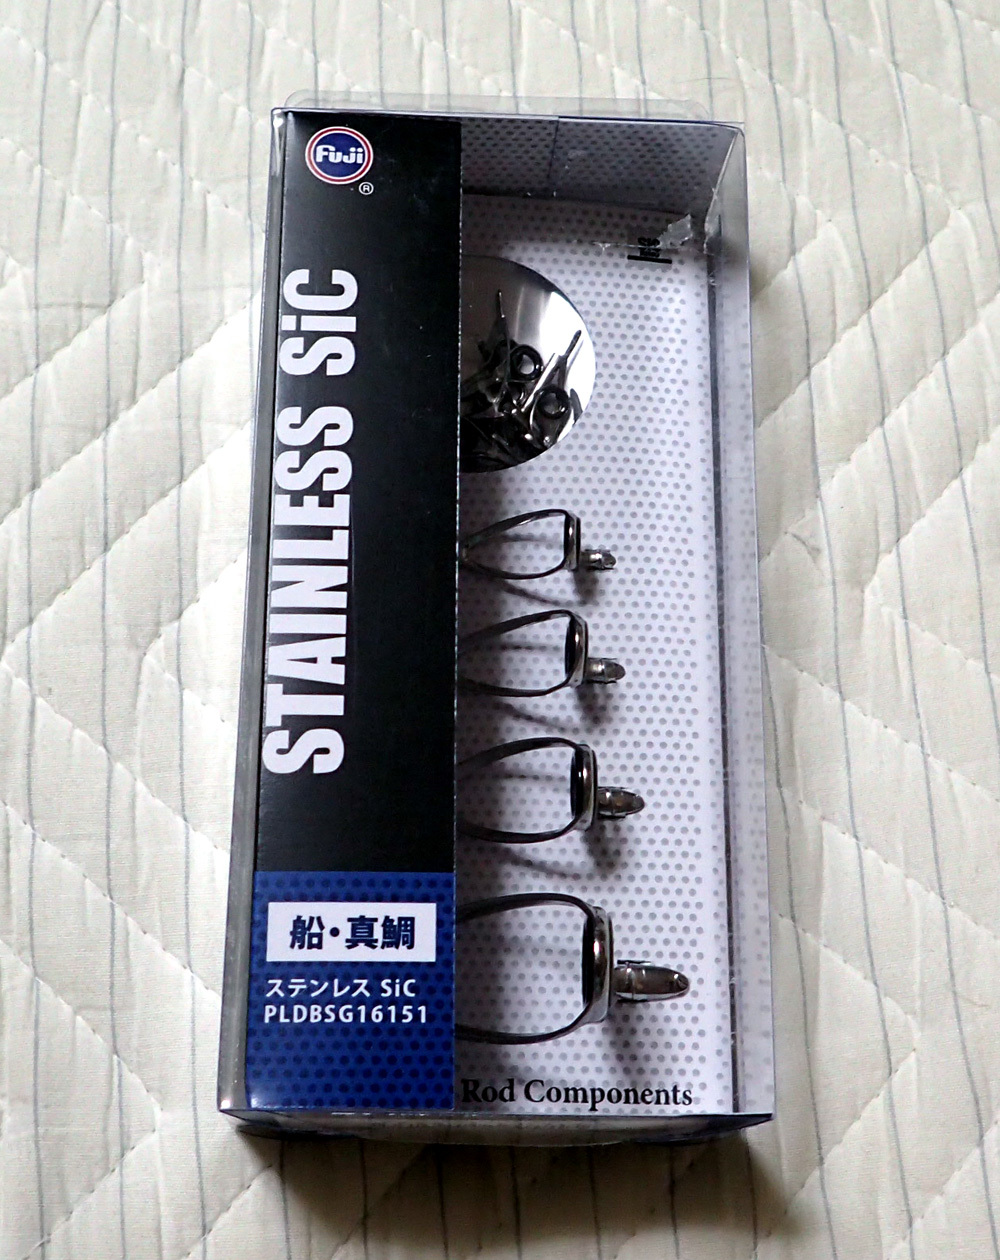 Fuji
®
STAINLESS SiC
船・真鯛
ステンレス SiC
PLDBSG16151
Rod Components